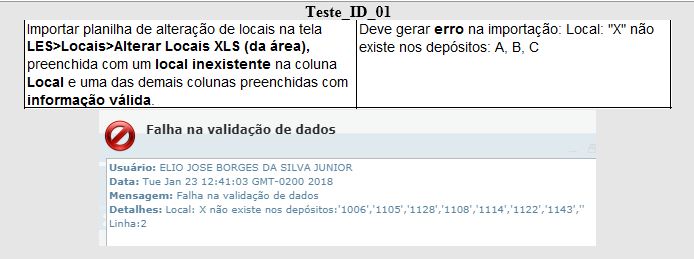 Teste_ID_01
Importar planilha de alteração de locais na tela
LES>Locais>Alterar Locais XLS (da área),
preenchida com um local inexistente na coluna
Local e uma das demais colunas preenchidas com
informação válida.
Deve gerar erro na importação: Local: "X" não
existe nos depósitos: A, B, C
Falha na validação de dados
Usuário: ELIO JOSE BORGES DA SILVA JUNIOR
Data: Tue Jan 23 12:41:03 GMT-0200 2018
Mensagem: Falha na validação de dados
Detalhes: Local: X não existe nos depósitos:'1006','1105','1128','1108','1114','1122','1143',''
Linha:2